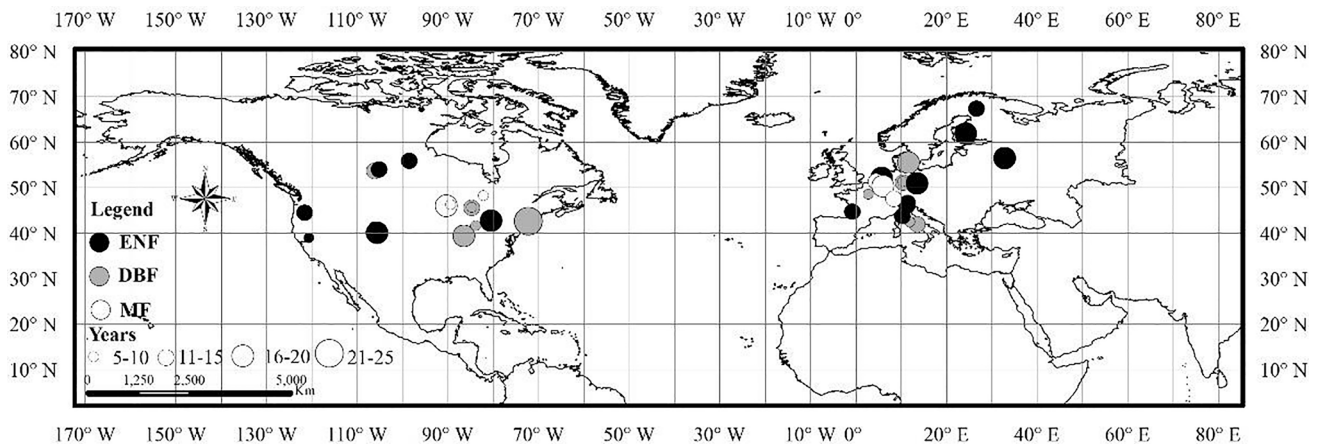 170° W 150° W 130° W 110° W 90° W 70° W 50° W 30° W 10° W 0° 20° E 40° E 60° E 80° E
80° N 80° N
70° N 70° N
60° N 60° N
50° N 50° N
40° N 40° N
30° N 30° N
20° N 20° N
10° N 10° N
N
Legend
ENF
DBF
MF
Years
5-10 11-15 16-20 21-25
0 1,250 2,500 5,000
Km
170° W 150° W 130° W 110° W 90° W 70° W 50° W 30° W 10° W 0° 20° E 40° E 60° E 80° E